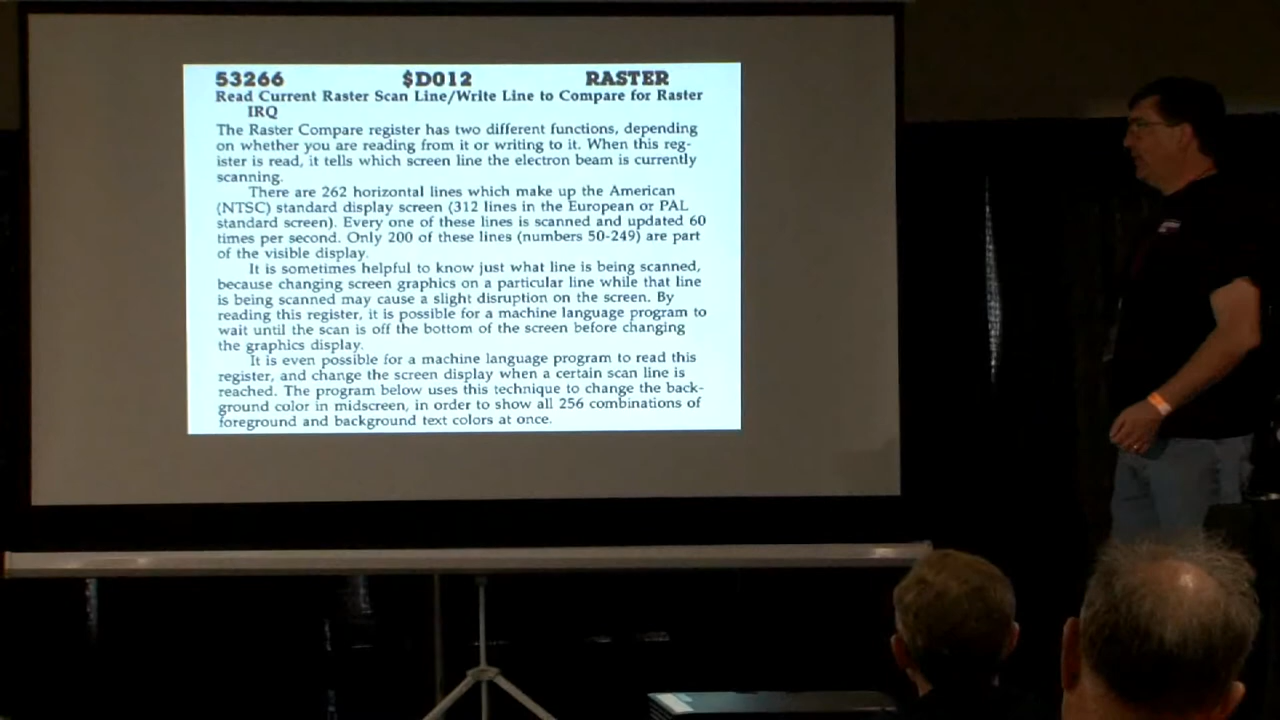 53266 $D012 RASTER
Read Current Raster Scan Line/Write Line to Compare for Raster
IRQ
The Raster Compare register has two different functions, depending
on whether you are reading from it or writing to it. When this reg-
ister is read, it tells which screen line the electron beam is currently
scanning.
There are 262 horizontal lines which make up the American
(NTSC) standard display screen (312 lines in the European or PAL
standard screen). Every one of these lines is scanned and updated 60
times per second. Only 200 of these lines (numbers 50-249) are part
of the visible display.
It is sometimes helpful to know just what line is being scanned,
because changing screen graphics on a particular line while that line
is being scanned may cause a slight disruption on the screen. By
reading this register, it is possible for a machine language program to
wait until the scan is off the bottom of the screen before changing
the graphics display.
It is even possible for a machine language program to read this
register, and change the screen display when a certain scan line is
reached. The program below uses this technique to change the back-
ground color in midscreen, in order to show all 256 combinations of
foreground and background text colors at once.